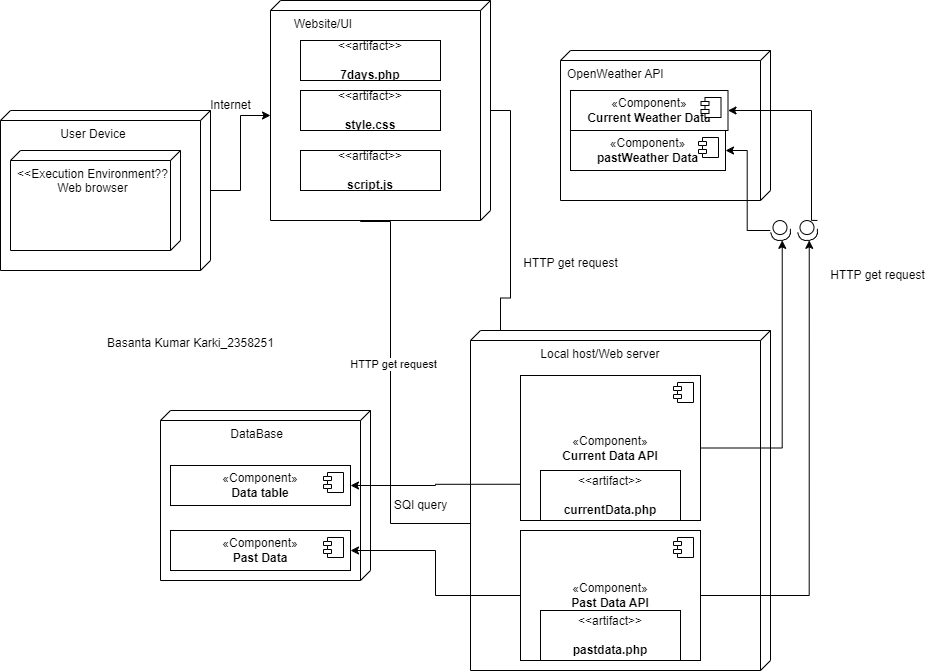 Website/UI
<<artifact>>
7days.php
<<artifact>>
style.css
<<artifact>>
script.js
OpenWeather API
«Component»
Current Weather Data
«Component»
pastWeather Data
Internet
User Device
<<Execution Environment??
Web browser
HTTP get request
HTTP get request
Basanta Kumar Karki_2358251
HTTP get request
Local host/Web server
«Component»
Current Data API
<<artifact>>
currentData.php
DataBase
«Component»
Data table
SQl query
«Component»
Past Data
«Component»
Past Data API
<<artifact>>
pastdata.php